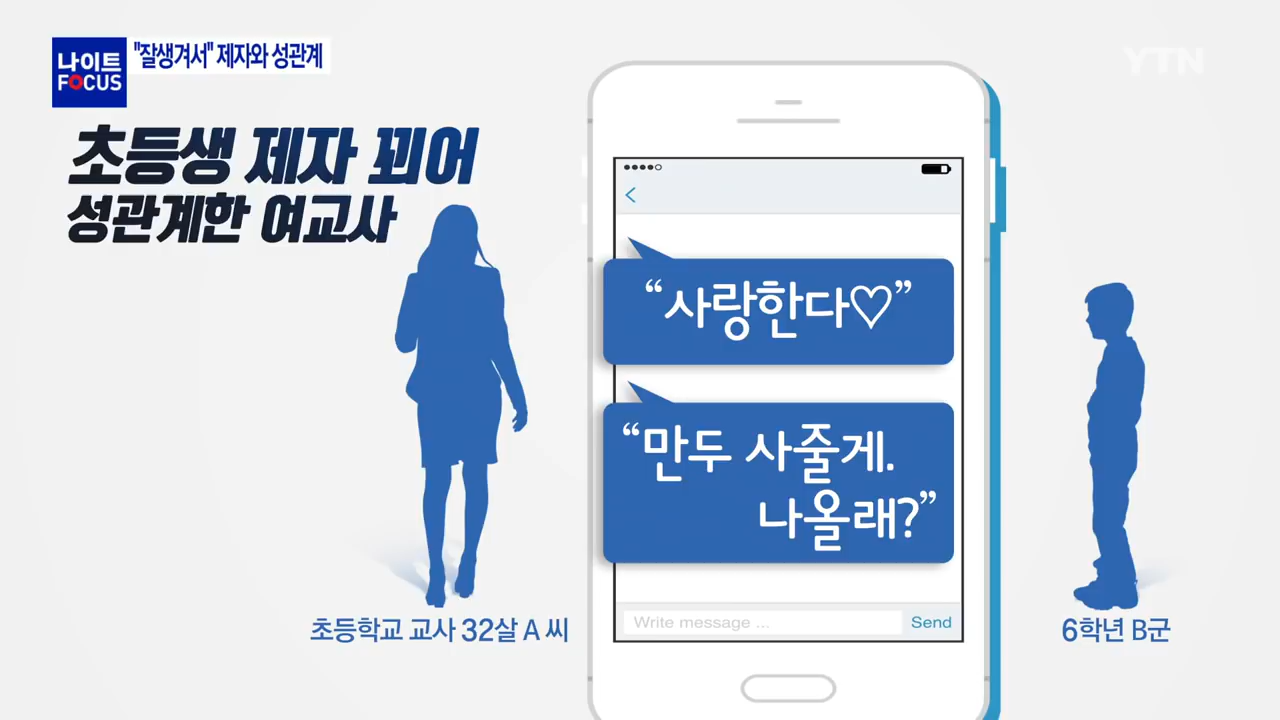 나이트
FOCUS
"잘생겨서" 제자와 성관계
YTN
초등생 제자 꾀어
성관계한 여교사
“사랑한다♡”
“만두 사줄게.
나올래?”
Write message ...
Send
초등학교 교사 32살 A 씨
6학년 B군